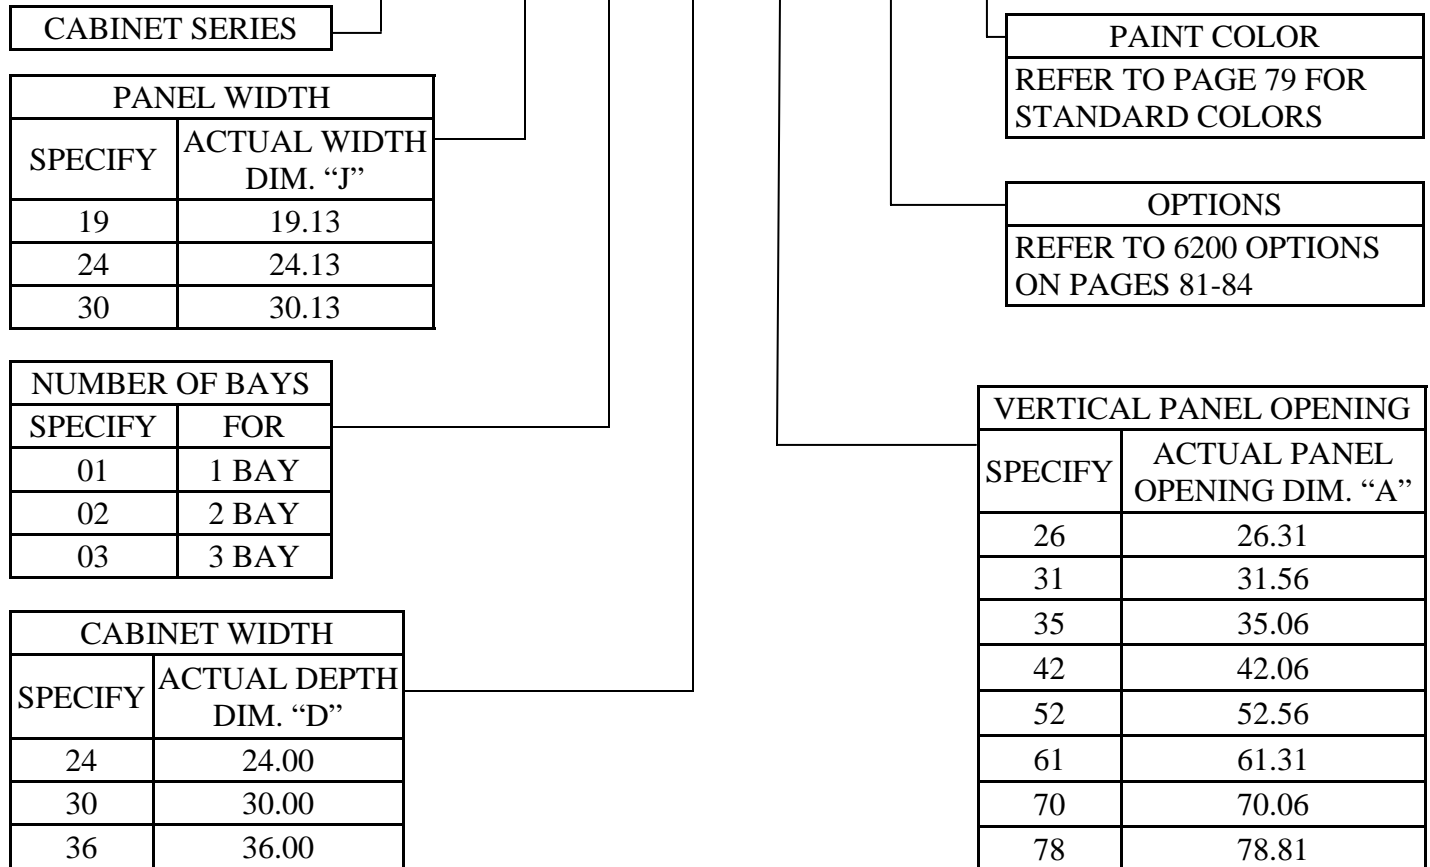 CABINET SERIES
PANEL WIDTH
SPECIFY ACTUAL WIDTH
DIM. “J”
19 19.13
24 24.13
30 30.13
NUMBER OF BAYS
SPECIFY FOR
01 1 BAY
02 2 BAY
03 3 BAY
CABINET WIDTH
SPECIFY ACTUAL DEPTH
DIM. “D”
24 24.00
30 30.00
36 36.00
PAINT COLOR
REFER TO PAGE 79 FOR
STANDARD COLORS
OPTIONS
REFER TO 6200 OPTIONS
ON PAGES 81-84
VERTICAL PANEL OPENING
SPECIFY ACTUAL PANEL
OPENING DIM. “A”
26 26.31
31 31.56
35 35.06
42 42.06
52 52.56
61 61.31
70 70.06
78 78.81